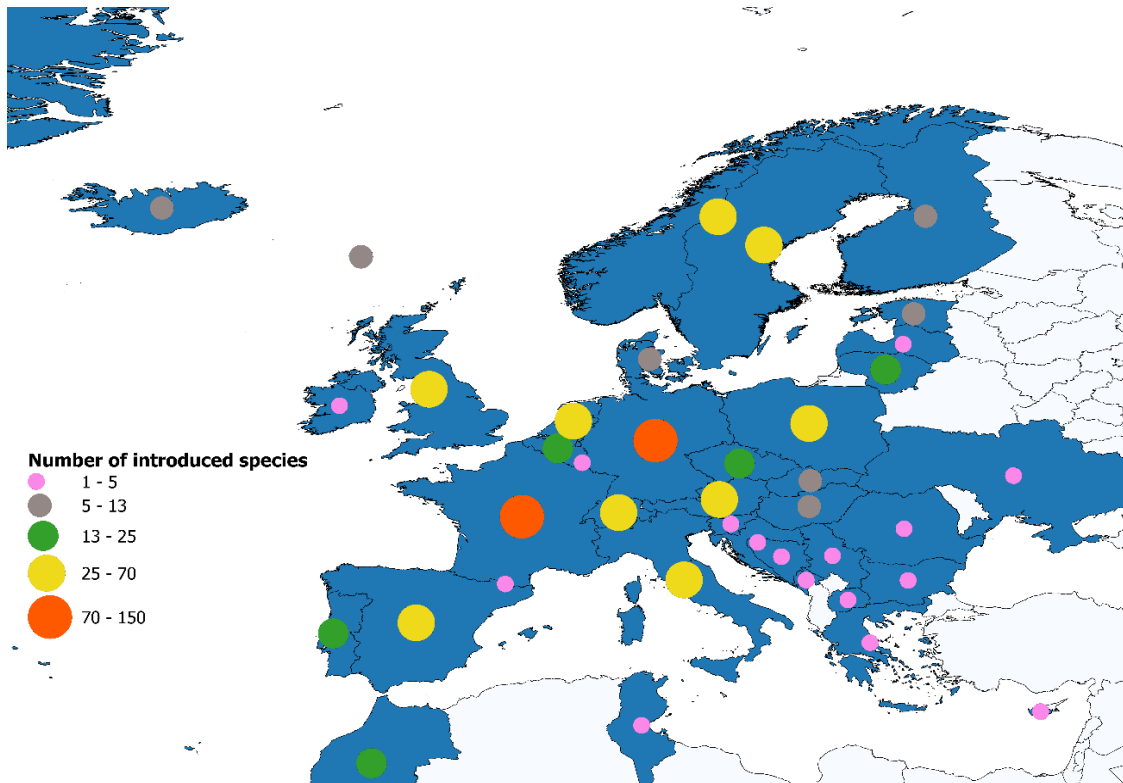 Number of introduced species
1 - 5
5 - 13
13 - 25
25 - 70
70 - 150